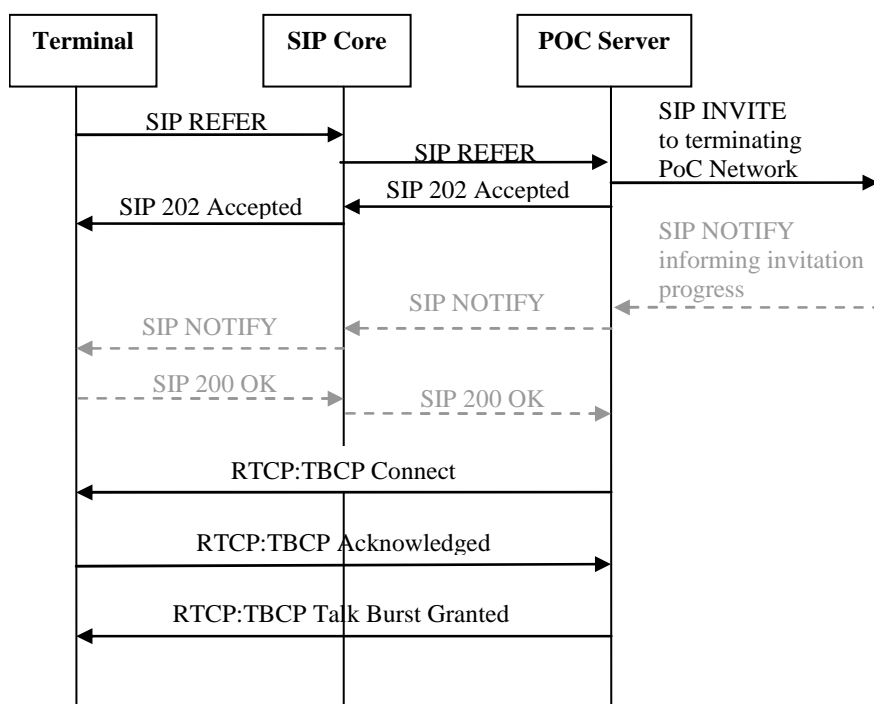 Terminal
SIP Core
POC Server
SIP REFER
SIP INVITE
to terminating
PoC Network
SIP REFER
SIP 202 Accepted
SIP 202 Accepted
SIP NOTIFY
informing invitation
progress
SIP NOTIFY
SIP NOTIFY
SIP 200 OK
SIP 200 OK
RTCP:TBCP Connect
RTCP:TBCP Acknowledged
RTCP:TBCP Talk Burst Granted